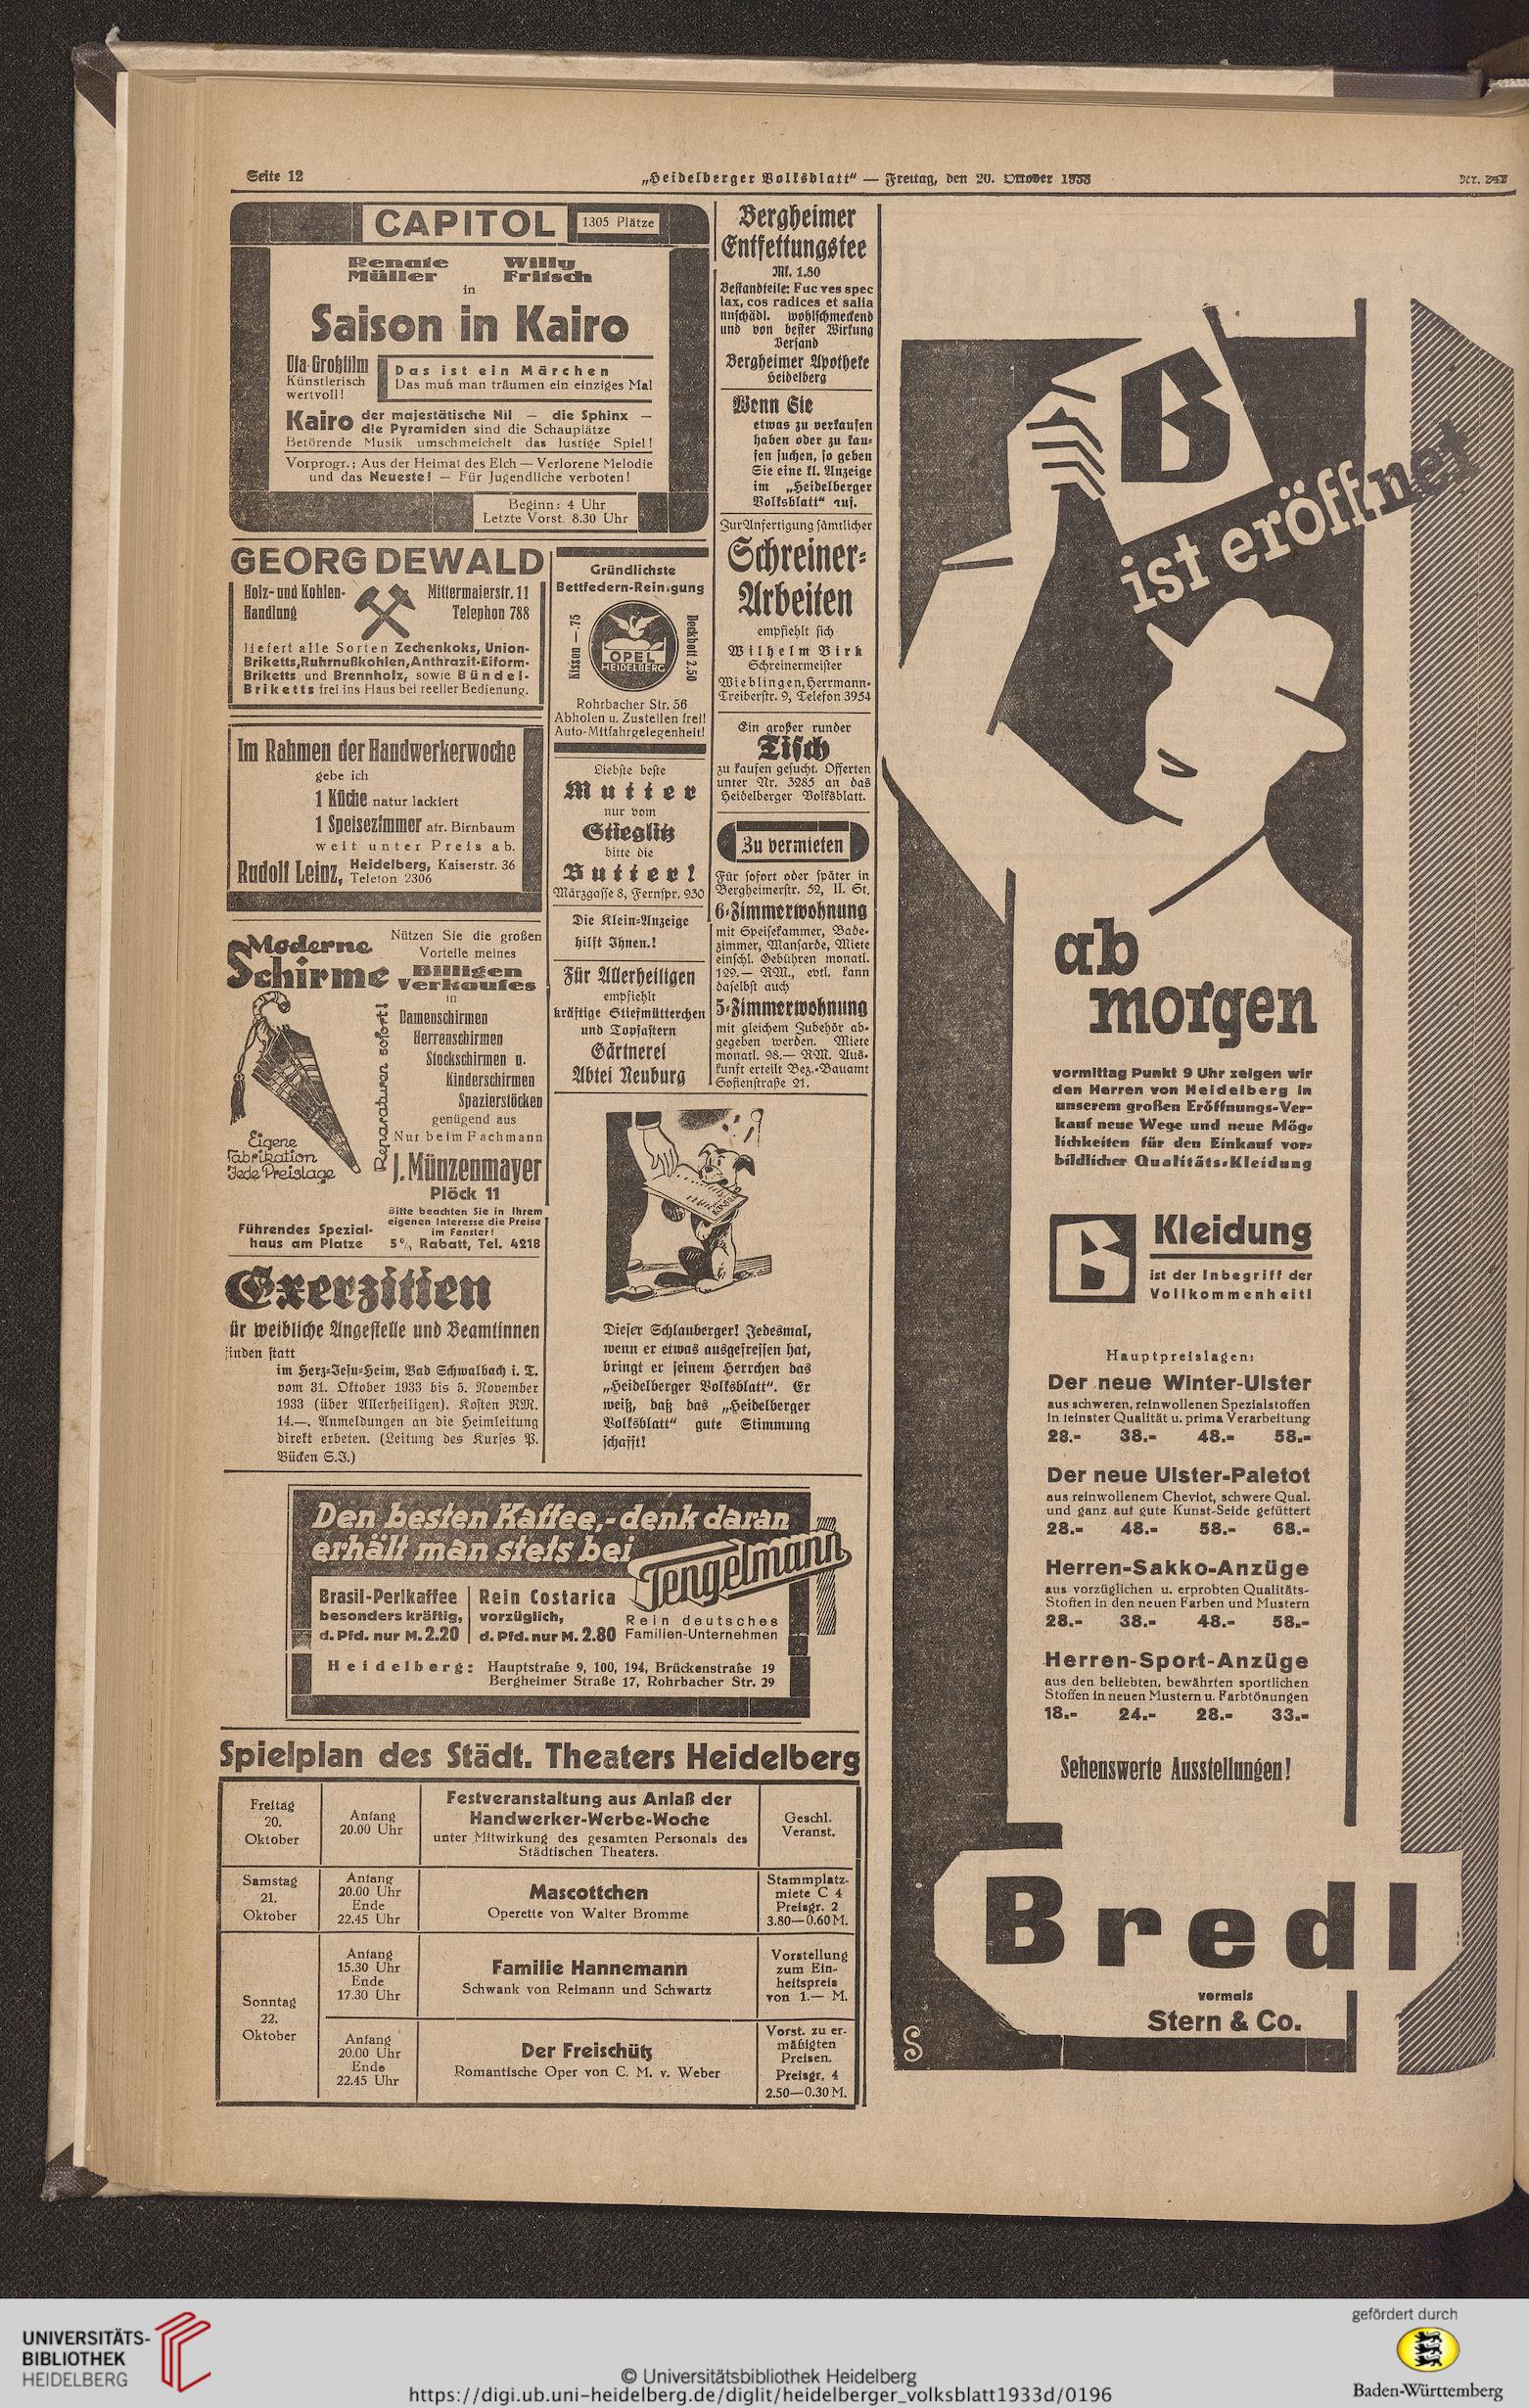 Seite 12
„Heidelberger Volksblatt“ — Freitag, den 20. Oktober 1933
Nr. 242
CAPITOL
1305 Plätze
Renate Müller
Willy Fritsch
in
Saison in Kairo
Ufa-Großfilm
Künstlerisch
wertvoll!
Das ist ein Märchen
Das muß man träumen ein einziges Mal
Kairo der majestätische Nil — die Sphinx —
die Pyramiden sind die Schauplätze
Betörende Musik umschmeichelt das lustige Spiel!
Vorprogr.: Aus der Heimat des Elch — Verlorene Melodie
und das Neueste! — Für Jugendliche verboten!
Beginn: 4 Uhr
Letzte Vorst. 8.30 Uhr
GEORG DEWALD
Holz- und Kohlen-
Handlung
Mittermaierstr. 11
Telephon 788
liefert alle Sorten Zechenkoks, Union-
Briketts, Ruhrnußkohlen, Anthrazit-Eiform-
Briketts und Brennholz, sowie Bündel-
Briketts frei ins Haus bei reeller Bedienung.
Im Rahmen der Handwerkerwoche
gebe ich
1 Küche natur lackiert
1 Speisezimmer afr. Birnbaum
weit unter Preis ab.
Rudolf Leinz, Heidelberg, Kaiserstr. 36
Telefon 2306
Moderne
Schirme
Nützen Sie die großen
Vorteile meines
Billigen
Verkaufes
in
Damenschirmen
Herrenschirmen
Stockschirmen u.
Kinderschirmen
Spazierstöcken
genügend aus
Nur beim Fachmann
J. Münzenmayer
Plöck 11
Bitte beachten Sie in Ihrem
eigenen Interesse die Preise
im Fenster!
5% Rabatt, Tel. 4218
Reparaturen sofort!
Eigene
Fabrikation
Jede Preislage
Führendes Spezial-
haus am Platze
Exerzitien
ür weibliche Angestelle und Beamtinnen
finden statt
im Herz-Jesu-Heim, Bad Schwalbach i. T.
vom 31. Oktober 1933 bis 5. November
1933 (über Allerheiligen). Kosten RM.
14.—. Anmeldungen an die Heimleitung
direkt erbeten. (Leitung des Kurses P.
Bücken S.J.)
Gründlichste
Bettfedern-Reinigung
Kissen —.75
OPEL
HEIDELBERG
Deckbett 2.50
Rohrbacher Str. 56
Abholen u. Zustellen frei!
Auto-Mitfahrgelegenheit!
Liebste beste
Mutter
nur vom
Stieglitz
bitte die
Butter!
Märzgasse 8, Fernspr. 930
Die Klein-Anzeige
hilft Ihnen.!
Für Allerheiligen
empfiehlt
kräftige Stiefmütterchen
und Topfastern
Gärtnerei
Abtei Neuburg
Dieser Schlauberger! Jedesmal,
wenn er etwas ausgefressen hat,
bringt er seinem Herrchen das
„Heidelberger Volksblatt“. Er
weiß, daß das „Heidelberger
Volksblatt“ gute Stimmung
schafft!
Bergheimer
Entfettungstee
Mk. 1.80
Bestandteile: Fuc ves spec
lax, cos radices et salia
unschädl. wohlschmeckend
und von bester Wirkung
Versand
Bergheimer Apotheke
Heidelberg
Wenn Sie
etwas zu verkaufen
haben oder zu kau-
fen suchen, so geben
Sie eine kl. Anzeige
im „Heidelberger
Volksblatt“ auf.
Zur Anfertigung sämtlicher
Schreiner-
Arbeiten
empfiehlt sich
Wilhelm Birk
Schreinermeister
Wieblingen, Herrmann-
Treiberstr. 9, Telefon 3954
Ein großer runder
Tisch
zu kaufen gesucht. Offerten
unter Nr. 3285 an das
Heidelberger Volksblatt.
Zu vermieten
Für sofort oder später in
Bergheimerstr. 52, II. St.
6-Zimmerwohnung
mit Speisekammer, Bade-
zimmer, Mansarde, Miete
einschl. Gebühren monatl.
129.— RM., evtl. kann
daselbst auch
5-Zimmerwohnung
mit gleichem Zubehör ab-
gegeben werden. Miete
monatl. 98.— RM. Aus-
kunft erteilt Bez.-Bauamt
Sofienstraße 21.
Den besten Kaffee,- denk daran
erhält man stets bei
Tengelmann
Brasil-Perlkaffee
besonders kräftig,
d. Pfd. nur M. 2.20
Rein Costarica
vorzüglich,
d. Pfd. nur M. 2.80
Rein deutsches
Familien-Unternehmen
Heidelberg: Hauptstraße 9, 100, 194, Brückenstraße 19
Bergheimer Straße 17, Rohrbacher Str. 29
Spielplan des Städt. Theaters Heidelberg
Freitag
20.
Oktober
Anfang
20.00 Uhr
Festveranstaltung aus Anlaß der
Handwerker-Werbe-Woche
unter Mitwirkung des gesamten Personals des
Städtischen Theaters.
Geschl.
Veranst.
Samstag
21.
Oktober
Anfang
20.00 Uhr
Ende
22.45 Uhr
Mascottchen
Operette von Walter Bromme
Stammplatz-
miete C 4
Preisgr. 2
3.80—0.60 M.
Sonntag
22.
Oktober
Anfang
15.30 Uhr
Ende
17.30 Uhr
Familie Hannemann
Schwank von Reimann und Schwartz
Vorstellung
zum Ein-
heitspreis
von 1.— M.
Anfang
20.00 Uhr
Ende
22.45 Uhr
Der Freischütz
Romantische Oper von C. M. v. Weber
Vorst. zu er-
mäßigten
Preisen.
Preisgr. 4
2.50—0.30 M.
B
ist eröffnet
ab
morgen
vormittag Punkt 9 Uhr zeigen wir
den Herren von Heidelberg in
unserem großen Eröffnungs-Ver-
kauf neue Wege und neue Mög-
lichkeiten für den Einkauf vor-
bildlicher Qualitäts-Kleidung
B
Kleidung
ist der Inbegriff der
Vollkommenheit!
Hauptpreislagen:
Der neue Winter-Ulster
aus schweren, reinwollenen Spezialstoffen
in feinster Qualität u. prima Verarbeitung
28.- 38.- 48.- 58.-
Der neue Ulster-Paletot
aus reinwollenem Cheviot, schwere Qual.
und ganz auf gute Kunst-Seide gefüttert
28.- 48.- 58.- 68.-
Herren-Sakko-Anzüge
aus vorzüglichen u. erprobten Qualitäts-
Stoffen in den neuen Farben und Mustern
28.- 38.- 48.- 58.-
Herren-Sport-Anzüge
aus den beliebten, bewährten sportlichen
Stoffen in neuen Mustern u. Farbtönungen
18.- 24.- 28.- 33.-
Sehenswerte Ausstellungen!
Bredl
vormals
Stern & Co.
S
UNIVERSITÄTS-
BIBLIOTHEK
HEIDELBERG
© Universitätsbibliothek Heidelberg
https://digi.ub.uni-heidelberg.de/diglit/heidelberger_volksblatt1933d/0196
gefördert durch
Baden-Württemberg